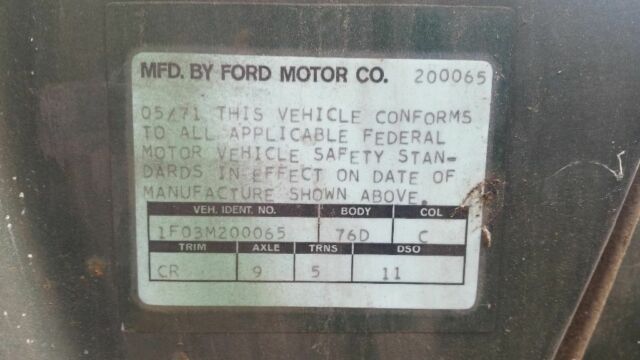 MFD. BY FORD MOTOR CO. 200065
05/71 THIS VEHICLE CONFORMS
TO ALL APPLICABLE FEDERAL
MOTOR VEHICLE SAFETY STAN-
DARDS IN EFFECT ON DATE OF
MANUFACTURE SHOWN ABOVE.
VEH. IDENT. NO. BODY COL
1F03M200065 76D C
TRIM AXLE TRNS DSO
CR 9 5 11